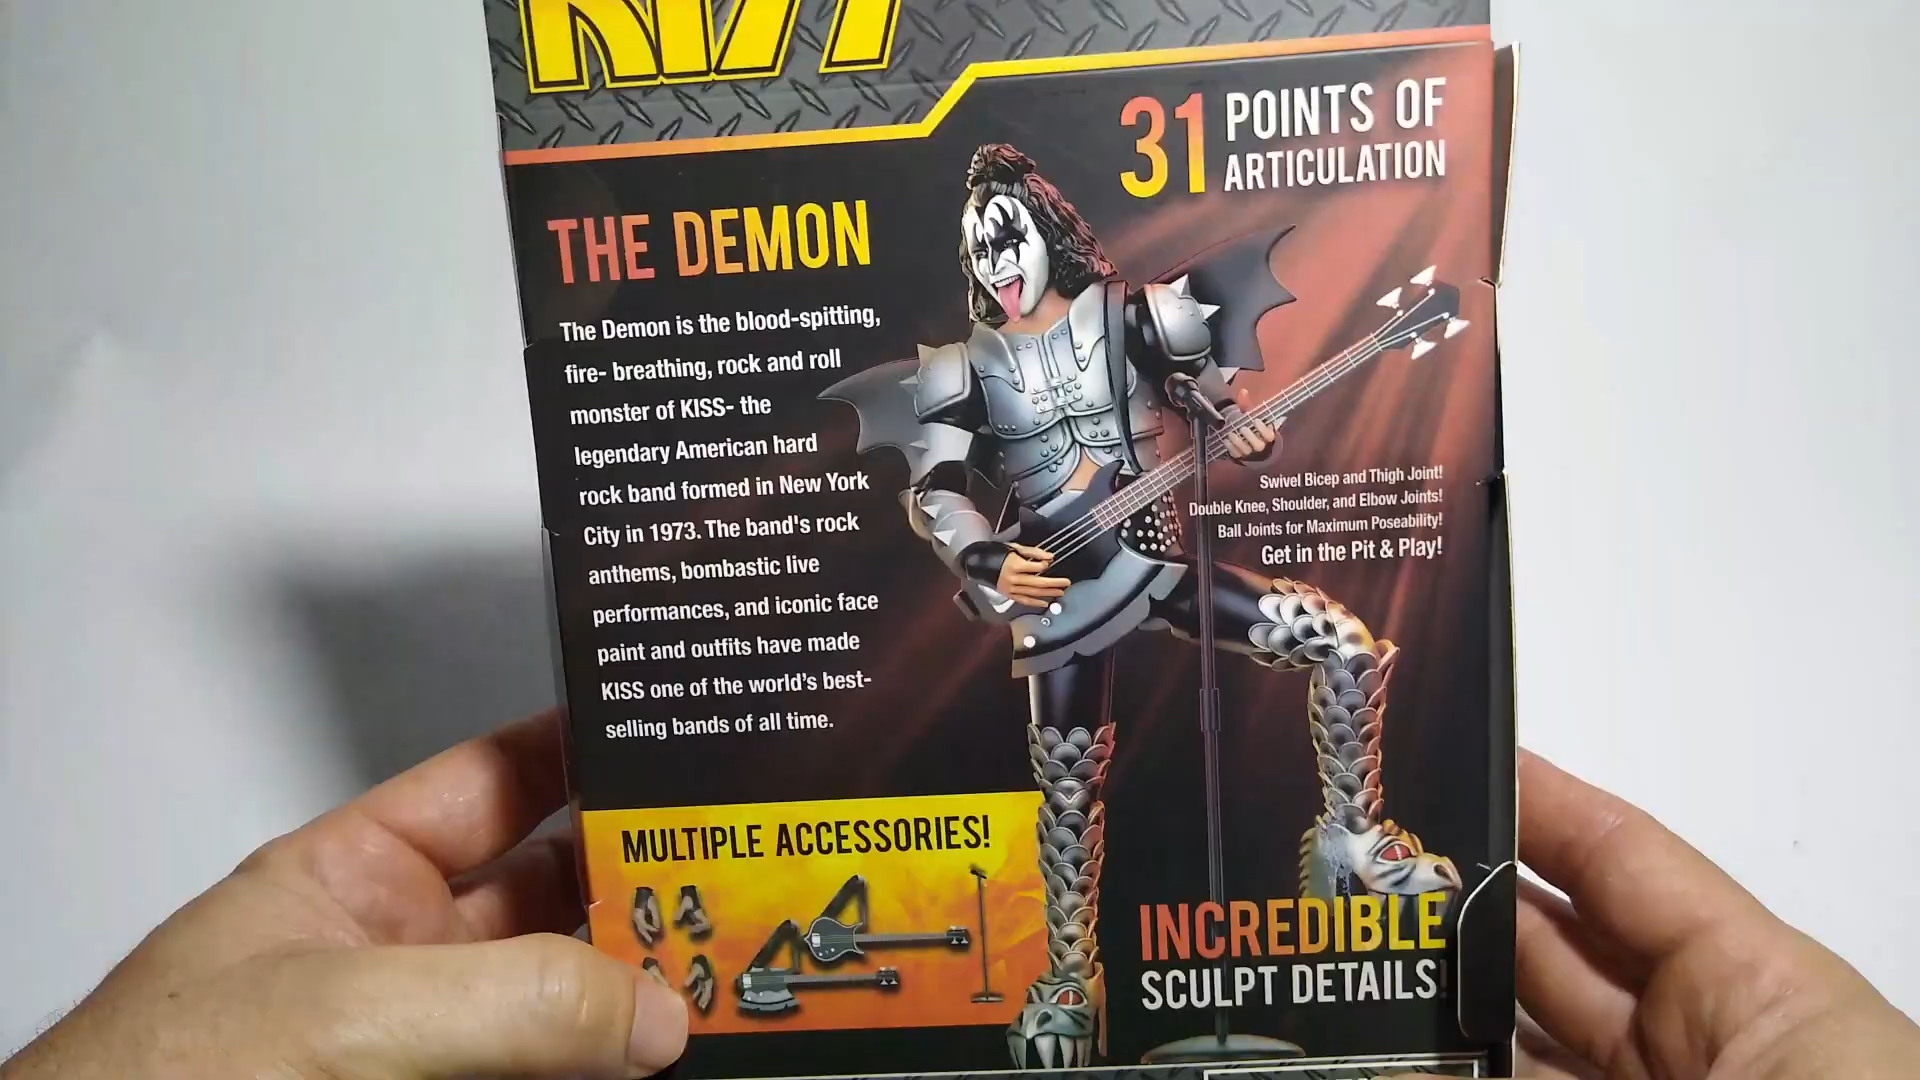 KISS
31 POINTS OF
ARTICULATION
THE DEMON
The Demon is the blood-spitting,
fire- breathing, rock and roll
monster of KISS- the
legendary American hard
rock band formed in New York
City in 1973. The band's rock
anthems, bombastic live
performances, and iconic face
paint and outfits have made
KISS one of the world's best-
selling bands of all time.
Swivel Bicep and Thigh Joint!
Double Knee, Shoulder, and Elbow Joints!
Ball Joints for Maximum Poseability!
Get in the Pit & Play!
MULTIPLE ACCESSORIES!
INCREDIBLE
SCULPT DETAILS!